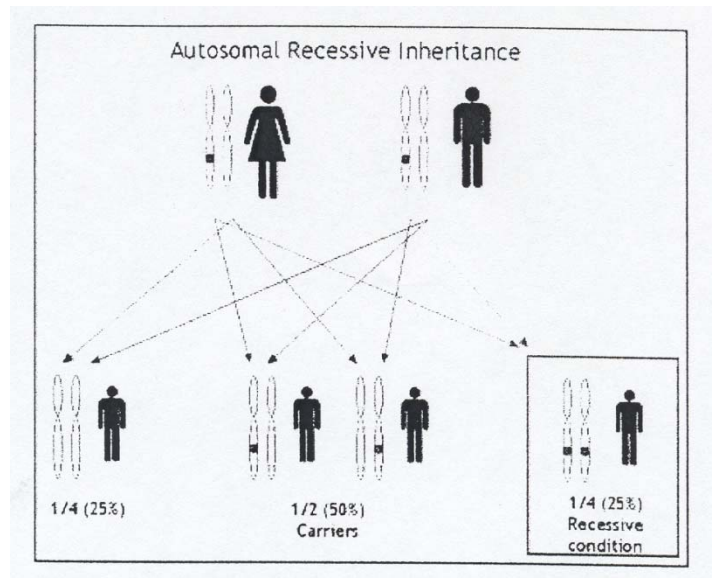 Autosomal Recessive Inheritance
1/4 (25%)
1/2 (50%)
Carriers
1/4 (25%)
Recessive
condition